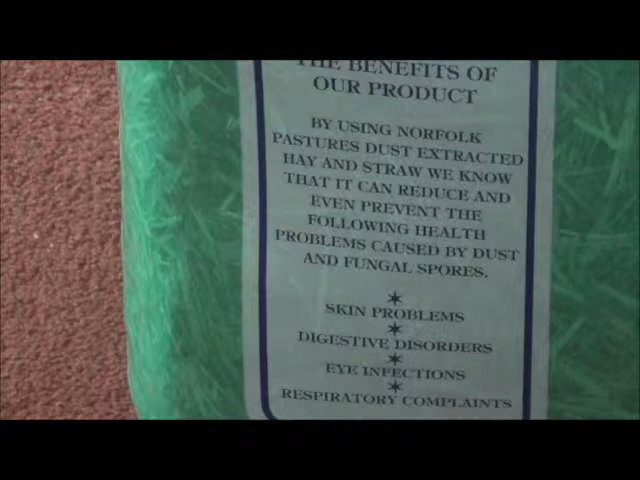 THE BENEFITS OF
OUR PRODUCT
BY USING NORFOLK
PASTURES DUST EXTRACTED
HAY AND STRAW WE KNOW
THAT IT CAN REDUCE AND
EVEN PREVENT THE
FOLLOWING HEALTH
PROBLEMS CAUSED BY DUST
AND FUNGAL SPORES.
SKIN PROBLEMS
DIGESTIVE DISORDERS
EYE INFECTIONS
RESPIRATORY COMPLAINTS